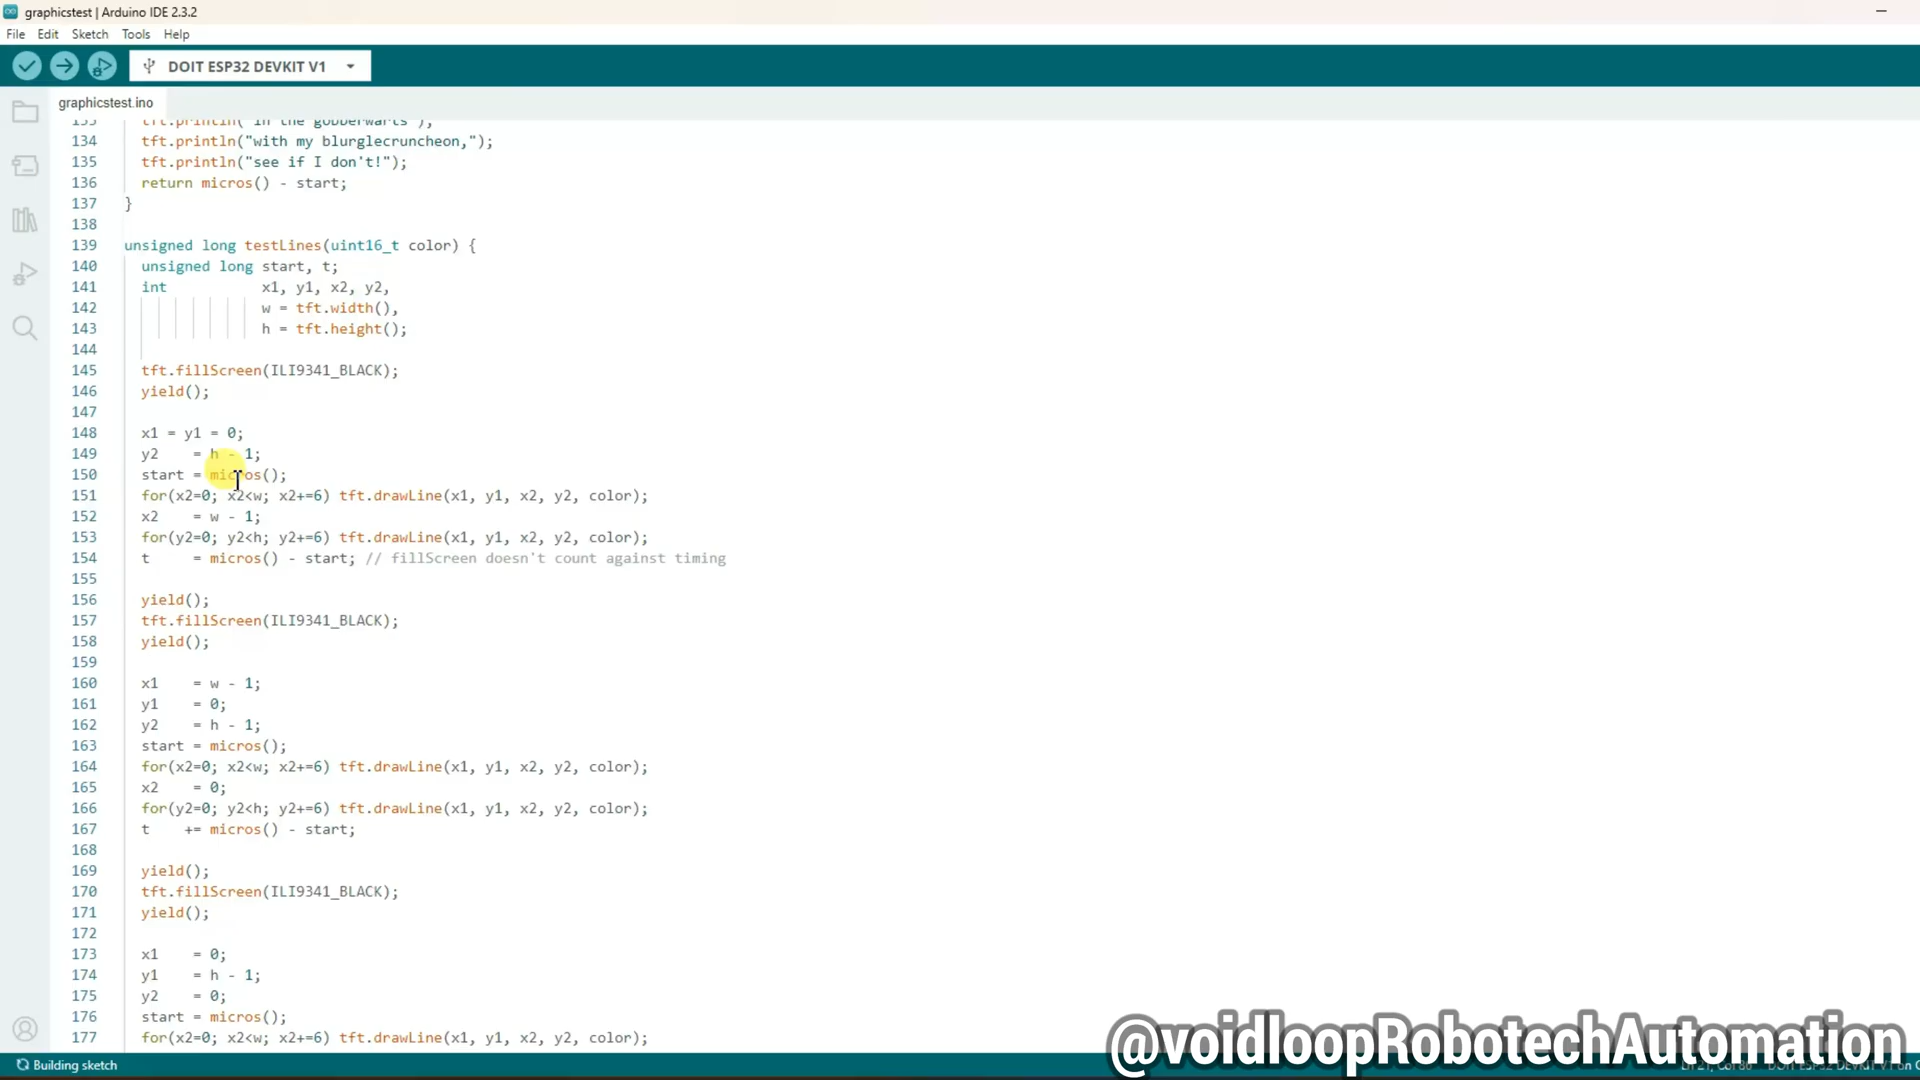 graphicstest | Arduino IDE 2.3.2
File Edit Sketch Tools Help
DOIT ESP32 DEVKIT V1
graphicstest.ino
133 tft.println("in the gobberwarts");
134 tft.println("with my blurglecruncheon,");
135 tft.println("see if I don't!");
136 return micros() - start;
137 }
138
139 unsigned long testLines(uint16_t color) {
140 unsigned long start, t;
141 int x1, y1, x2, y2,
142 w = tft.width(),
143 h = tft.height();
144
145 tft.fillScreen(ILI9341_BLACK);
146 yield();
147
148 x1 = y1 = 0;
149 y2 = h - 1;
150 start = micros();
151 for(x2=0; x2<w; x2+=6) tft.drawLine(x1, y1, x2, y2, color);
152 x2 = w - 1;
153 for(y2=0; y2<h; y2+=6) tft.drawLine(x1, y1, x2, y2, color);
154 t = micros() - start; // fillScreen doesn't count against timing
155
156 yield();
157 tft.fillScreen(ILI9341_BLACK);
158 yield();
159
160 x1 = w - 1;
161 y1 = 0;
162 y2 = h - 1;
163 start = micros();
164 for(x2=0; x2<w; x2+=6) tft.drawLine(x1, y1, x2, y2, color);
165 x2 = 0;
166 for(y2=0; y2<h; y2+=6) tft.drawLine(x1, y1, x2, y2, color);
167 t += micros() - start;
168
169 yield();
170 tft.fillScreen(ILI9341_BLACK);
171 yield();
172
173 x1 = 0;
174 y1 = h - 1;
175 y2 = 0;
176 start = micros();
177 for(x2=0; x2<w; x2+=6) tft.drawLine(x1, y1, x2, y2, color);
@voidloopRobotechAutomation
Building sketch